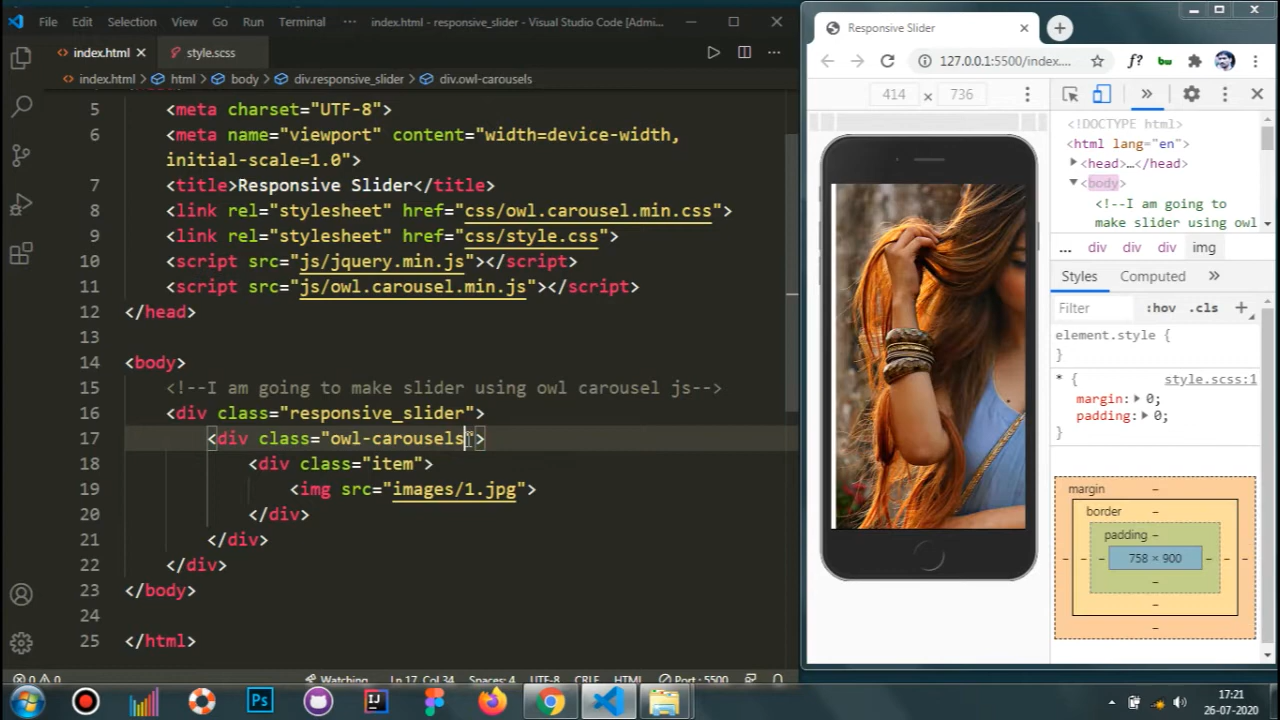 File Edit Selection View Go Run Terminal ··· index.html - responsive_slider - Visual Studio Code [Admi...
index.html style.scss
index.html > html > body > div.responsive_slider > div.owl-carousels
5 <meta charset="UTF-8">
6 <meta name="viewport" content="width=device-width,
initial-scale=1.0">
7 <title>Responsive Slider</title>
8 <link rel="stylesheet" href="css/owl.carousel.min.css">
9 <link rel="stylesheet" href="css/style.css">
10 <script src="js/jquery.min.js"></script>
11 <script src="js/owl.carousel.min.js"></script>
12 </head>
13
14 <body>
15 <!--I am going to make slider using owl carousel js-->
16 <div class="responsive_slider">
17 <div class="owl-carousels">
18 <div class="item">
19 <img src="images/1.jpg">
20 </div>
21 </div>
22 </div>
23 </body>
24
25 </html>
0 0 Watching... Ln 17, Col 34 Spaces: 4 UTF-8 CRLF HTML Port : 5500
Responsive Slider
127.0.0.1:5500/index.... f? bw
414 × 736
<!DOCTYPE html>
<html lang="en">
<head>…</head>
<body>
<!--I am going to
make slider using owl
... div div div img
Styles Computed
Filter :hov .cls +
element.style {
}
* { style.scss:1
margin: 0;
padding: 0;
}
margin –
border –
padding –
– – – 758 × 900 – – –
–
–
–
Ps
17:21
26-07-2020